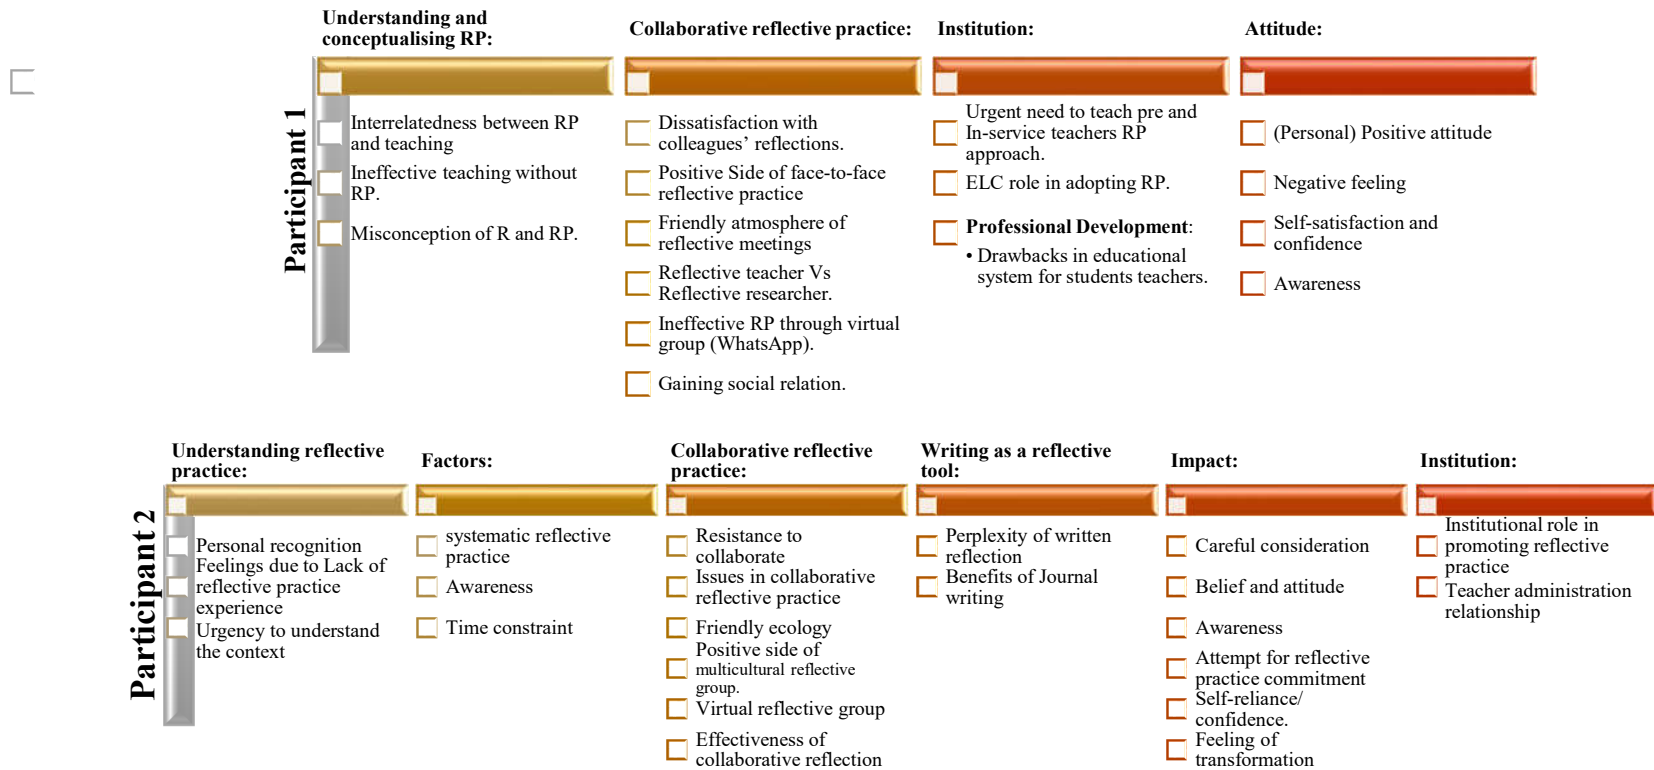 Participant 1
Understanding and
conceptualising RP:
Interrelatedness between RP
and teaching
Ineffective teaching without
RP.
Misconception of R and RP.
Collaborative reflective practice:
Dissatisfaction with
colleagues’ reflections.
Positive Side of face-to-face
reflective practice
Friendly atmosphere of
reflective meetings
Reflective teacher Vs
Reflective researcher.
Ineffective RP through virtual
group (WhatsApp).
Gaining social relation.
Institution:
Urgent need to teach pre and
In-service teachers RP
approach.
ELC role in adopting RP.
Professional Development:
• Drawbacks in educational
system for students teachers.
Attitude:
(Personal) Positive attitude
Negative feeling
Self-satisfaction and
confidence
Awareness
Participant 2
Understanding reflective
practice:
Personal recognition
Feelings due to Lack of
reflective practice
experience
Urgency to understand
the context
Factors:
systematic reflective
practice
Awareness
Time constraint
Collaborative reflective
practice:
Resistance to
collaborate
Issues in collaborative
reflective practice
Friendly ecology
Positive side of
multicultural reflective
group.
Virtual reflective group
Effectiveness of
collaborative reflection
Writing as a reflective
tool:
Perplexity of written
reflection
Benefits of Journal
writing
Impact:
Careful consideration
Belief and attitude
Awareness
Attempt for reflective
practice commitment
Self-reliance/
confidence.
Feeling of
transformation
Institution:
Institutional role in
promoting reflective
practice
Teacher administration
relationship